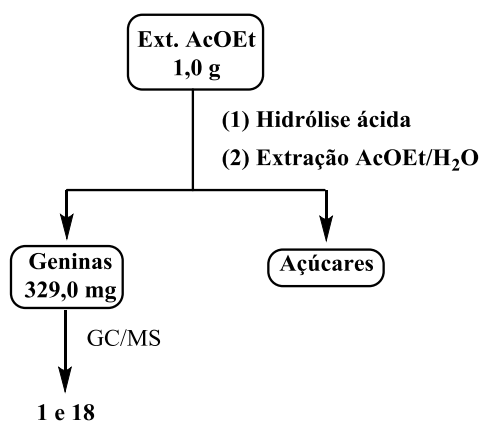 Ext. AcOEt
1,0 g
(1) Hidrólise ácida
(2) Extração AcOEt/H₂O
Geninas
329,0 mg
Açúcares
GC/MS
1 e 18